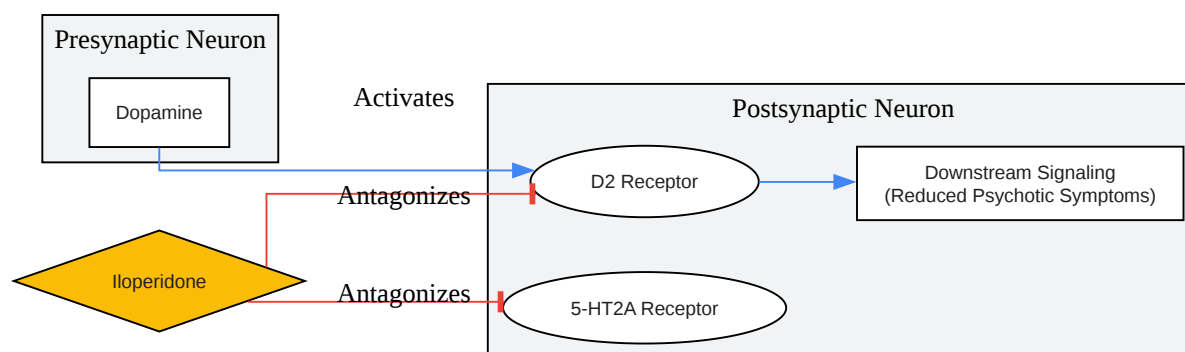 Presynaptic Neuron
Dopamine
Activates
Postsynaptic Neuron
D2 Receptor
Downstream Signaling
(Reduced Psychotic Symptoms)
Antagonizes
Iloperidone
Antagonizes
5-HT2A Receptor